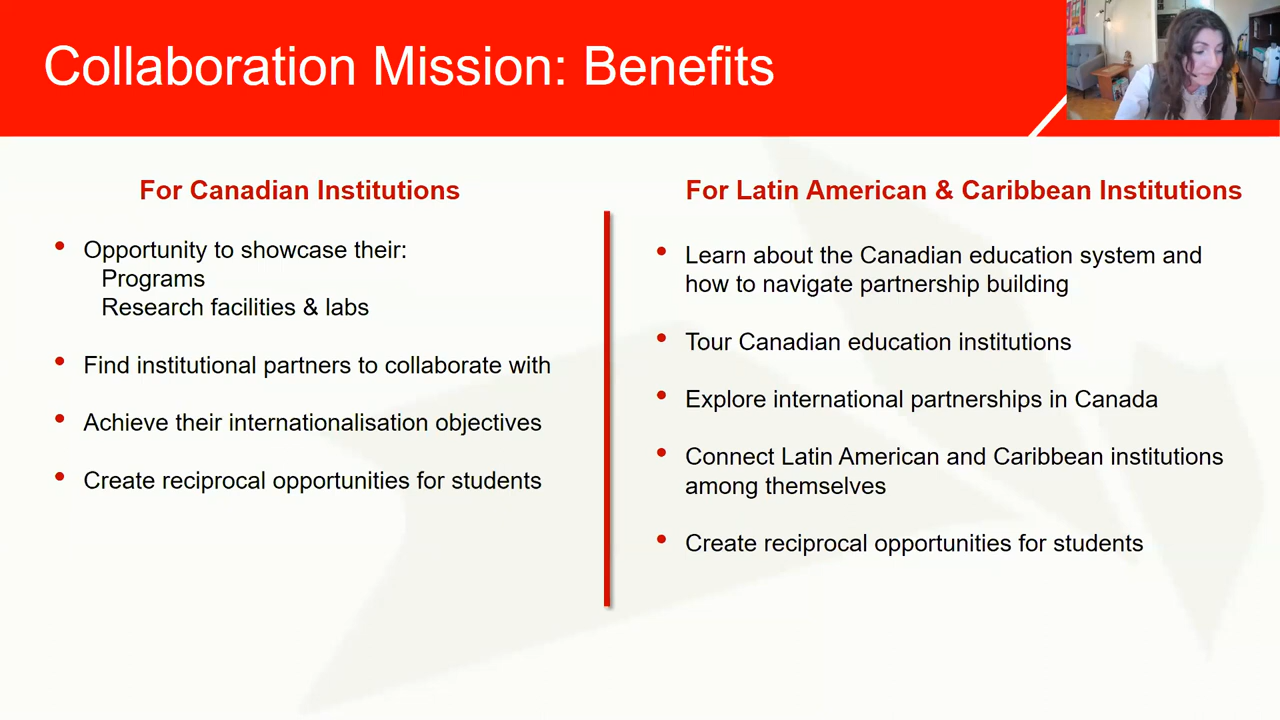 Collaboration Mission: Benefits
For Canadian Institutions
• Opportunity to showcase their:
Programs
Research facilities & labs
• Find institutional partners to collaborate with
• Achieve their internationalisation objectives
• Create reciprocal opportunities for students
For Latin American & Caribbean Institutions
• Learn about the Canadian education system and
how to navigate partnership building
• Tour Canadian education institutions
• Explore international partnerships in Canada
• Connect Latin American and Caribbean institutions
among themselves
• Create reciprocal opportunities for students